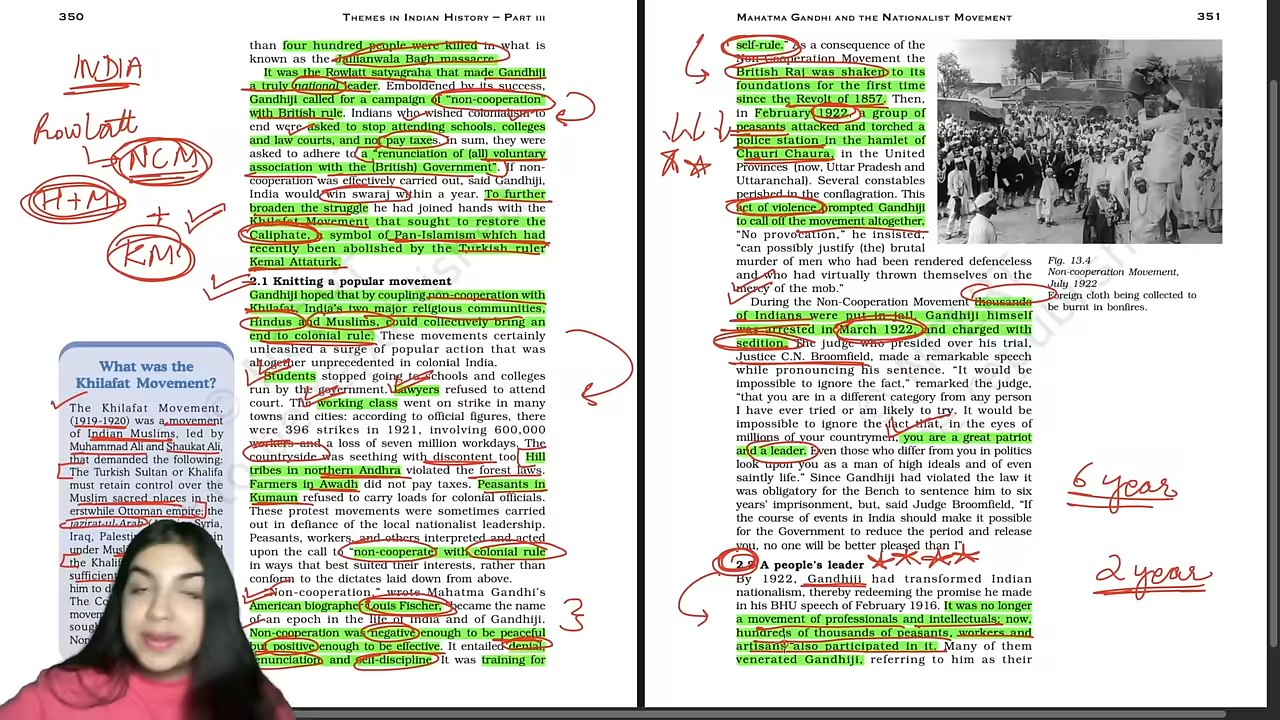 350
THEMES IN INDIAN HISTORY – PART III
INDIA
Rowlatt
NCM
H+M
+
KM
than four hundred people were killed in what is
known as the Jallianwala Bagh massacre.
It was the Rowlatt satyagraha that made Gandhiji
a truly national leader. Emboldened by its success,
Gandhiji called for a campaign of "non-cooperation"
with British rule. Indians who wished colonialism to
end were asked to stop attending schools, colleges
and law courts, and not pay taxes. In sum, they were
asked to adhere to a "renunciation of (all) voluntary
association with the (British) Government". If non-
cooperation was effectively carried out, said Gandhiji,
India would win swaraj within a year. To further
broaden the struggle he had joined hands with the
Khilafat Movement that sought to restore the
Caliphate, a symbol of Pan-Islamism which had
recently been abolished by the Turkish ruler
Kemal Attaturk.
2.1 Knitting a popular movement
Gandhiji hoped that by coupling non-cooperation with
Khilafat, India's two major religious communities,
Hindus and Muslims, could collectively bring an
end to colonial rule. These movements certainly
unleashed a surge of popular action that was
altogether unprecedented in colonial India.
Students stopped going to schools and colleges
run by the government. Lawyers refused to attend
court. The working class went on strike in many
towns and cities: according to official figures, there
were 396 strikes in 1921, involving 600,000
workers and a loss of seven million workdays. The
countryside was seething with discontent too. Hill
tribes in northern Andhra violated the forest laws.
Farmers in Awadh did not pay taxes. Peasants in
Kumaun refused to carry loads for colonial officials.
These protest movements were sometimes carried
out in defiance of the local nationalist leadership.
Peasants, workers, and others interpreted and acted
upon the call to "non-cooperate" with colonial rule
in ways that best suited their interests, rather than
conform to the dictates laid down from above.
"Non-cooperation," wrote Mahatma Gandhi's
American biographer Louis Fischer, "became the name
of an epoch in the life of India and of Gandhiji.
Non-cooperation was negative enough to be peaceful
but positive enough to be effective. It entailed denial,
renunciation and self-discipline. It was training for
What was the
Khilafat Movement?
The Khilafat Movement,
(1919-1920) was a movement
of Indian Muslims, led by
Muhammad Ali and Shaukat Ali,
that demanded the following:
The Turkish Sultan or Khalifa
must retain control over the
Muslim sacred places in the
erstwhile Ottoman empire; the
jazirat-ul-Arab Syria,
Iraq, Palestin in
under Mus
the Khalif
sufficien
him to d
The Co
movem
sough
Non
MAHATMA GANDHI AND THE NATIONALIST MOVEMENT
351
self-rule." As a consequence of the
Non-Cooperation Movement the
British Raj was shaken to its
foundations for the first time
since the Revolt of 1857. Then,
in February 1922, a group of
peasants attacked and torched a
police station in the hamlet of
Chauri Chaura, in the United
Provinces (now, Uttar Pradesh and
Uttaranchal). Several constables
perished in the conflagration. This
act of violence prompted Gandhiji
to call off the movement altogether.
"No provocation," he insisted,
"can possibly justify (the) brutal
murder of men who had been rendered defenceless
and who had virtually thrown themselves on the
mercy of the mob."
During the Non-Cooperation Movement thousands
of Indians were put in jail. Gandhiji himself
was arrested in March 1922, and charged with
sedition. The judge who presided over his trial,
Justice C.N. Broomfield, made a remarkable speech
while pronouncing his sentence. "It would be
impossible to ignore the fact," remarked the judge,
"that you are in a different category from any person
I have ever tried or am likely to try. It would be
impossible to ignore the fact that, in the eyes of
millions of your countrymen, you are a great patriot
and a leader. Even those who differ from you in politics
look upon you as a man of high ideals and of even
saintly life." Since Gandhiji had violated the law it
was obligatory for the Bench to sentence him to six
years' imprisonment, but, said Judge Broomfield, "If
the course of events in India should make it possible
for the Government to reduce the period and release
you, no one will be better pleased than I".
2.2 A people's leader
By 1922, Gandhiji had transformed Indian
nationalism, thereby redeeming the promise he made
in his BHU speech of February 1916. It was no longer
a movement of professionals and intellectuals; now,
hundreds of thousands of peasants, workers and
artisans also participated in it. Many of them
venerated Gandhiji, referring to him as their
Fig. 13.4
Non-cooperation Movement,
July 1922
Foreign cloth being collected to
be burnt in bonfires.
6 year
2 year